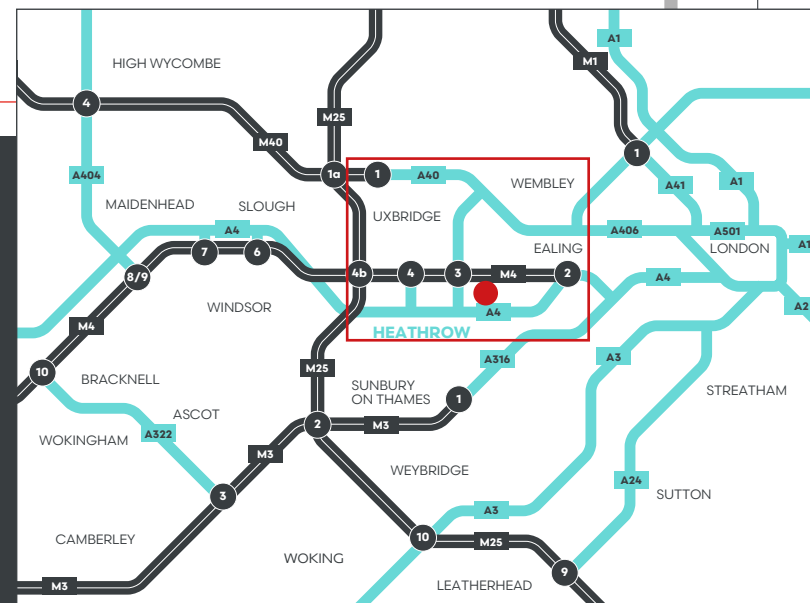 A1
HIGH WYCOMBE
M1
4
M25
M40
1
1a
1
A40
A404
WEMBLEY
A41
A1
MAIDENHEAD
SLOUGH
UXBRIDGE
A4
A406
A501
7
6
EALING
LONDON
8/9
4b
4
3
M4
2
A4
WINDSOR
A4
M4
HEATHROW
A316
A3
M25
10
BRACKNELL
SUNBURY
ON THAMES
1
STREATHAM
ASCOT
WOKINGHAM
A322
2
M3
M3
WEYBRIDGE
A24
3
SUTTON
A3
CAMBERLEY
10
M25
WOKING
9
M3
LEATHERHEAD